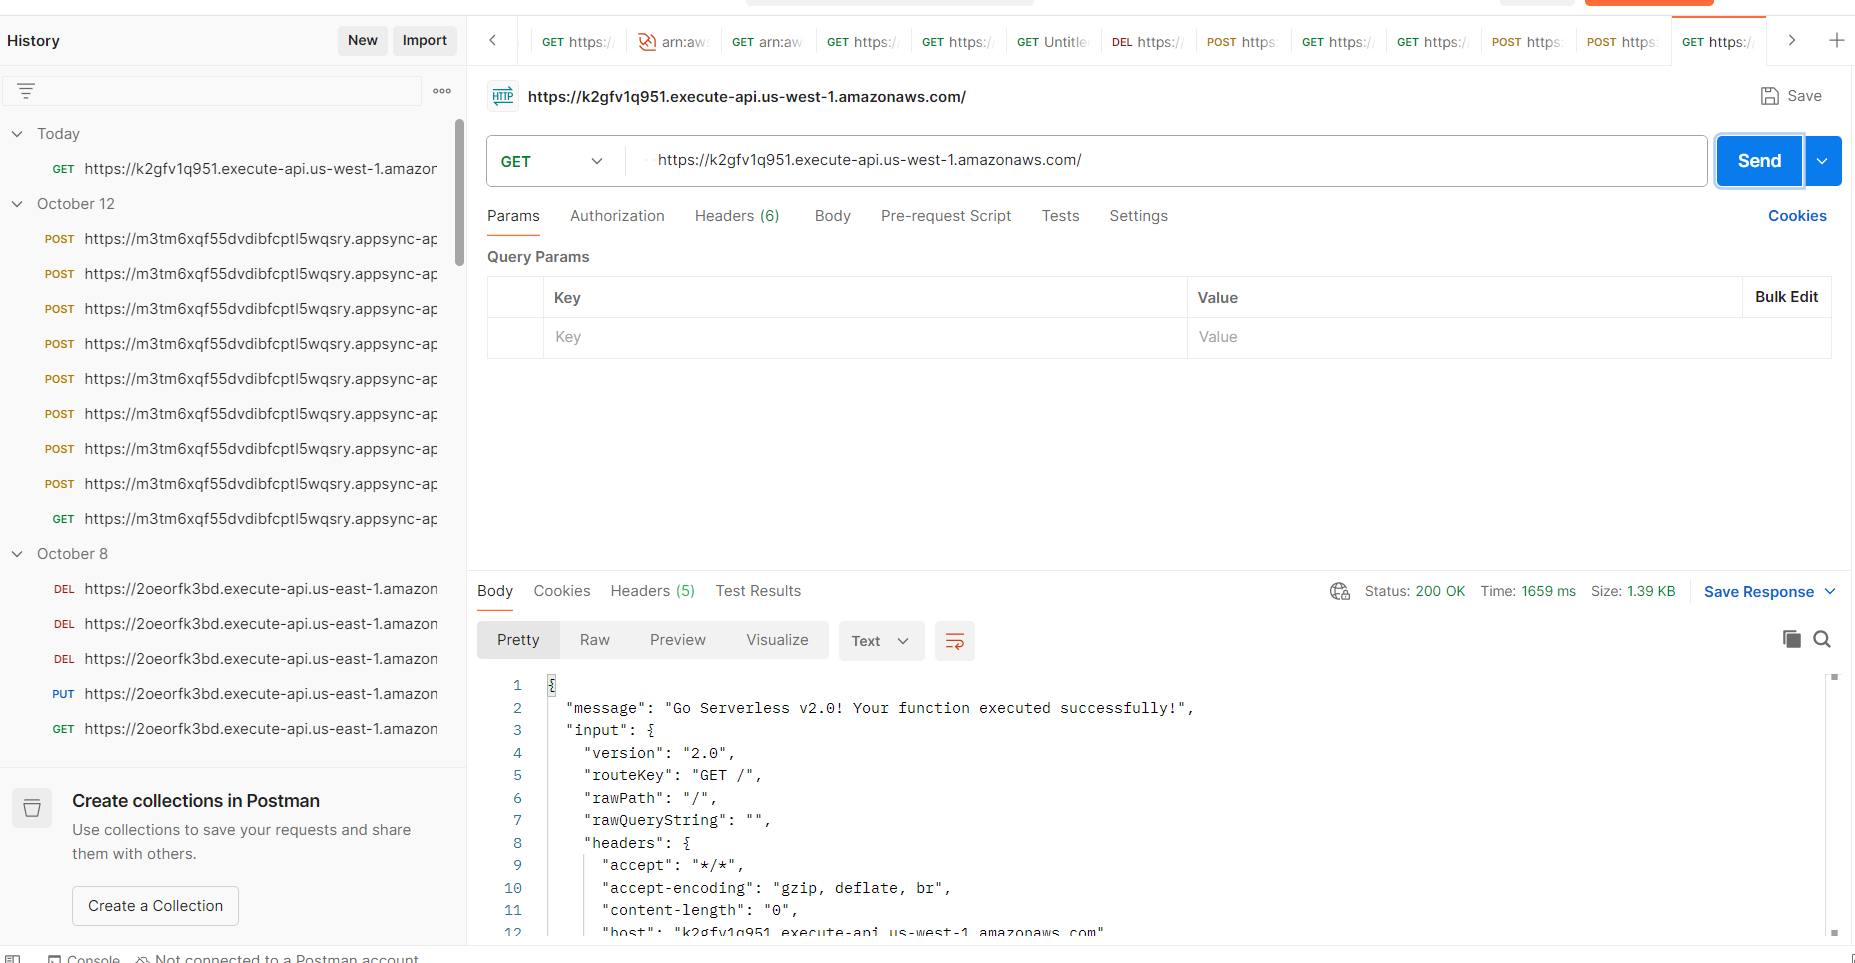 History
New
Import
Today
GET https://k2gfv1q951.execute-api.us-west-1.amazon
October 12
POST https://m3tm6xqf55dvdibfcptl5wqsry.appsync-ap
POST https://m3tm6xqf55dvdibfcptl5wqsry.appsync-ap
POST https://m3tm6xqf55dvdibfcptl5wqsry.appsync-ap
POST https://m3tm6xqf55dvdibfcptl5wqsry.appsync-ap
POST https://m3tm6xqf55dvdibfcptl5wqsry.appsync-ap
POST https://m3tm6xqf55dvdibfcptl5wqsry.appsync-ap
POST https://m3tm6xqf55dvdibfcptl5wqsry.appsync-ap
POST https://m3tm6xqf55dvdibfcptl5wqsry.appsync-ap
GET https://m3tm6xqf55dvdibfcptl5wqsry.appsync-ap
October 8
DEL https://2oeorfk3bd.execute-api.us-east-1.amazon
DEL https://2oeorfk3bd.execute-api.us-east-1.amazon
DEL https://2oeorfk3bd.execute-api.us-east-1.amazon
PUT https://2oeorfk3bd.execute-api.us-east-1.amazon
GET https://2oeorfk3bd.execute-api.us-east-1.amazon
Create collections in Postman
Use collections to save your requests and share
them with others.
Create a Collection
GET https:/ arn:aws GET arn:aw GET https:/ GET https:/ GET Untitle DEL https:/ POST https: GET https:/ GET https:/ POST https: POST https: GET https:/
HTTP https://k2gfv1q951.execute-api.us-west-1.amazonaws.com/ Save
GET https://k2gfv1q951.execute-api.us-west-1.amazonaws.com/ Send
Params Authorization Headers (6) Body Pre-request Script Tests Settings Cookies
Query Params
Key Value Bulk Edit
Key Value
Body Cookies Headers (5) Test Results Status: 200 OK Time: 1659 ms Size: 1.39 KB Save Response
Pretty Raw Preview Visualize Text
1 {
2 "message": "Go Serverless v2.0! Your function executed successfully!",
3 "input": {
4 "version": "2.0",
5 "routeKey": "GET /",
6 "rawPath": "/",
7 "rawQueryString": "",
8 "headers": {
9 "accept": "*/*",
10 "accept-encoding": "gzip, deflate, br",
11 "content-length": "0",
12 "host": "k2gfv1q951.execute-api.us-west-1.amazonaws.com"
Console Not connected to a Postman account